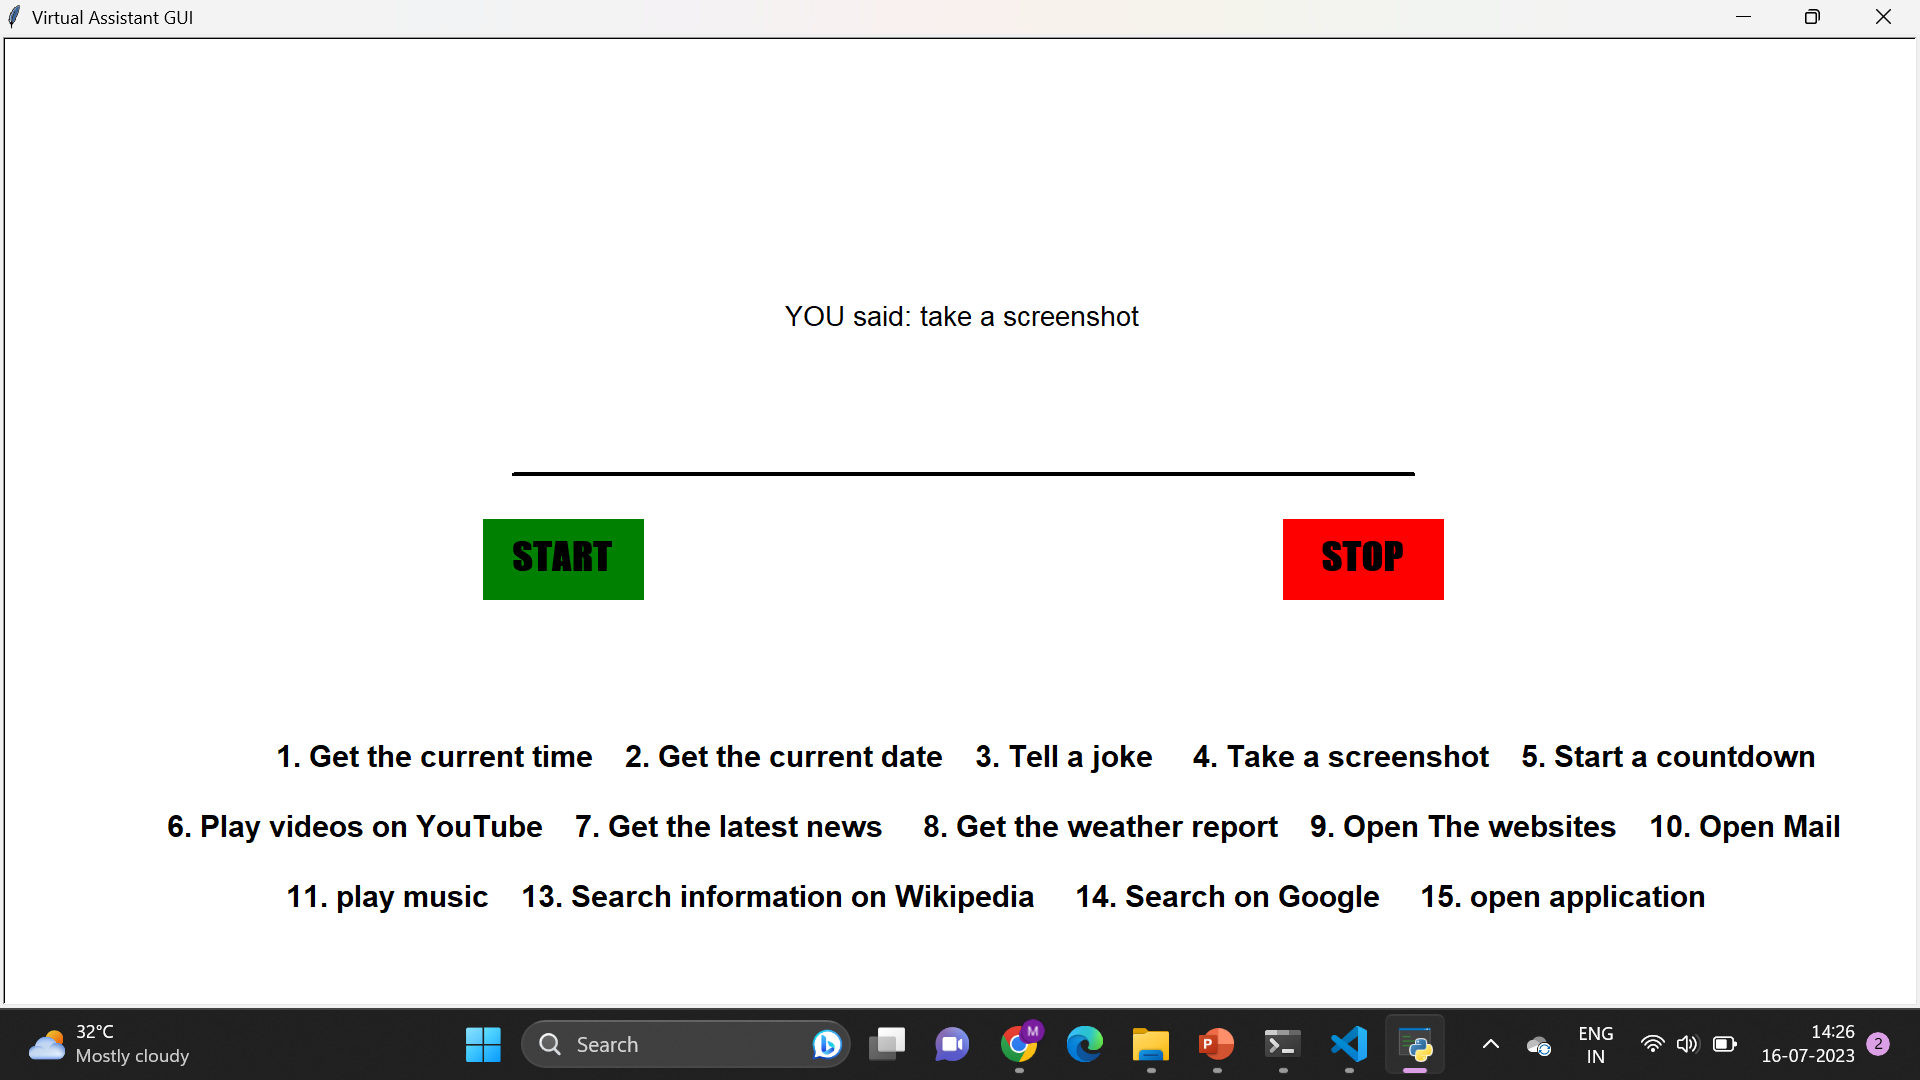 Virtual Assistant GUI
YOU said: take a screenshot
START
STOP
1. Get the current time 2. Get the current date 3. Tell a joke 4. Take a screenshot 5. Start a countdown
6. Play videos on YouTube 7. Get the latest news 8. Get the weather report 9. Open The websites 10. Open Mail
11. play music 13. Search information on Wikipedia 14. Search on Google 15. open application
32°C
Mostly cloudy
Search
M
P
ENG
IN
14:26
16-07-2023
2